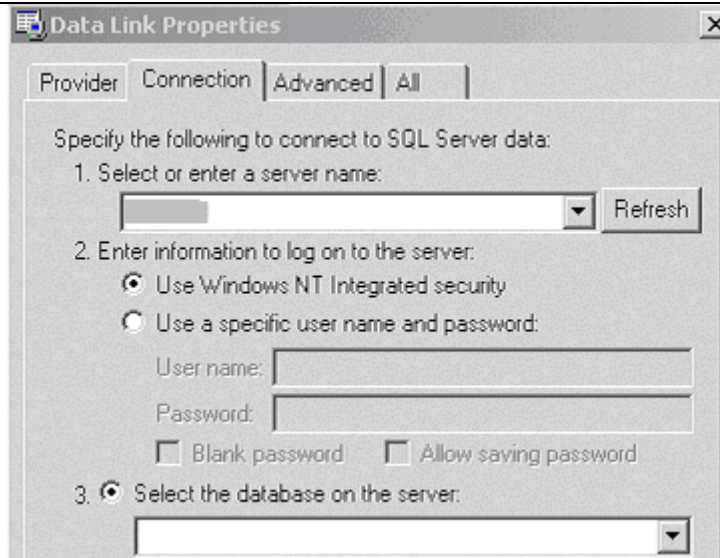 Data Link Properties
Provider Connection Advanced All
Specify the following to connect to SQL Server data:
1. Select or enter a server name:
Refresh
2. Enter information to log on to the server:
Use Windows NT Integrated security
Use a specific user name and password:
User name:
Password:
Blank password Allow saving password
3. Select the database on the server: